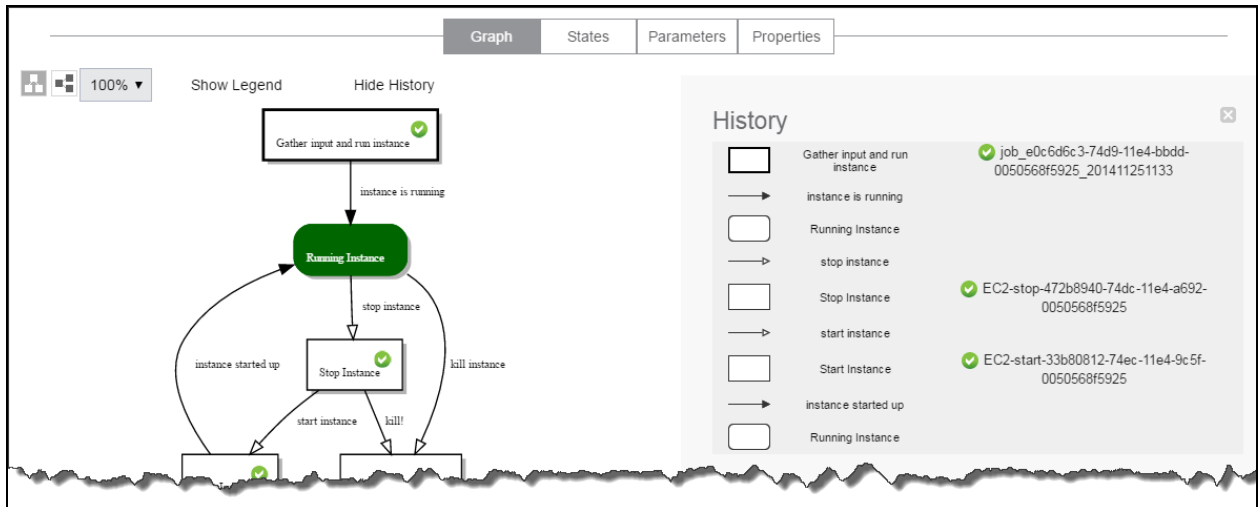 Graph States Parameters Properties
100% ▼ Show Legend Hide History
Gather input and run instance
instance is running
Running Instance
stop instance
instance started up
kill instance
Stop Instance
start instance
kill!
History
Gather input and run
instance
job_e0c6d6c3-74d9-11e4-bbdd-
0050568f5925_201411251133
instance is running
Running Instance
stop instance
Stop Instance
EC2-stop-472b8940-74dc-11e4-a692-
0050568f5925
start instance
Start Instance
EC2-start-33b80812-74ec-11e4-9c5f-
0050568f5925
instance started up
Running Instance